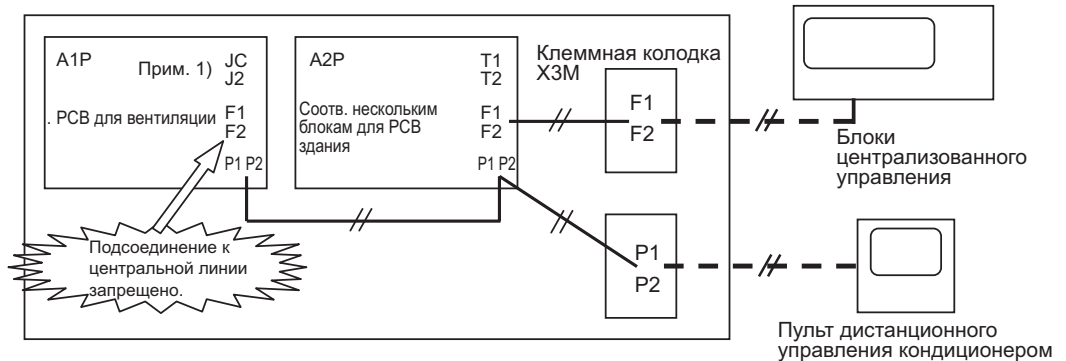 A1P
Прим. 1)
JC
J2
. PCB для вентиляции
F1
F2
P1 P2
A2P
T1
T2
Соотв. нескольким
блокам для PCB
здания
F1
F2
P1 P2
Клеммная колодка
X3M
F1
F2
Блоки
централизованного
управления
Подсоединение к
центральной линии
запрещено.
P1
P2
Пульт дистанционного
управления кондиционером